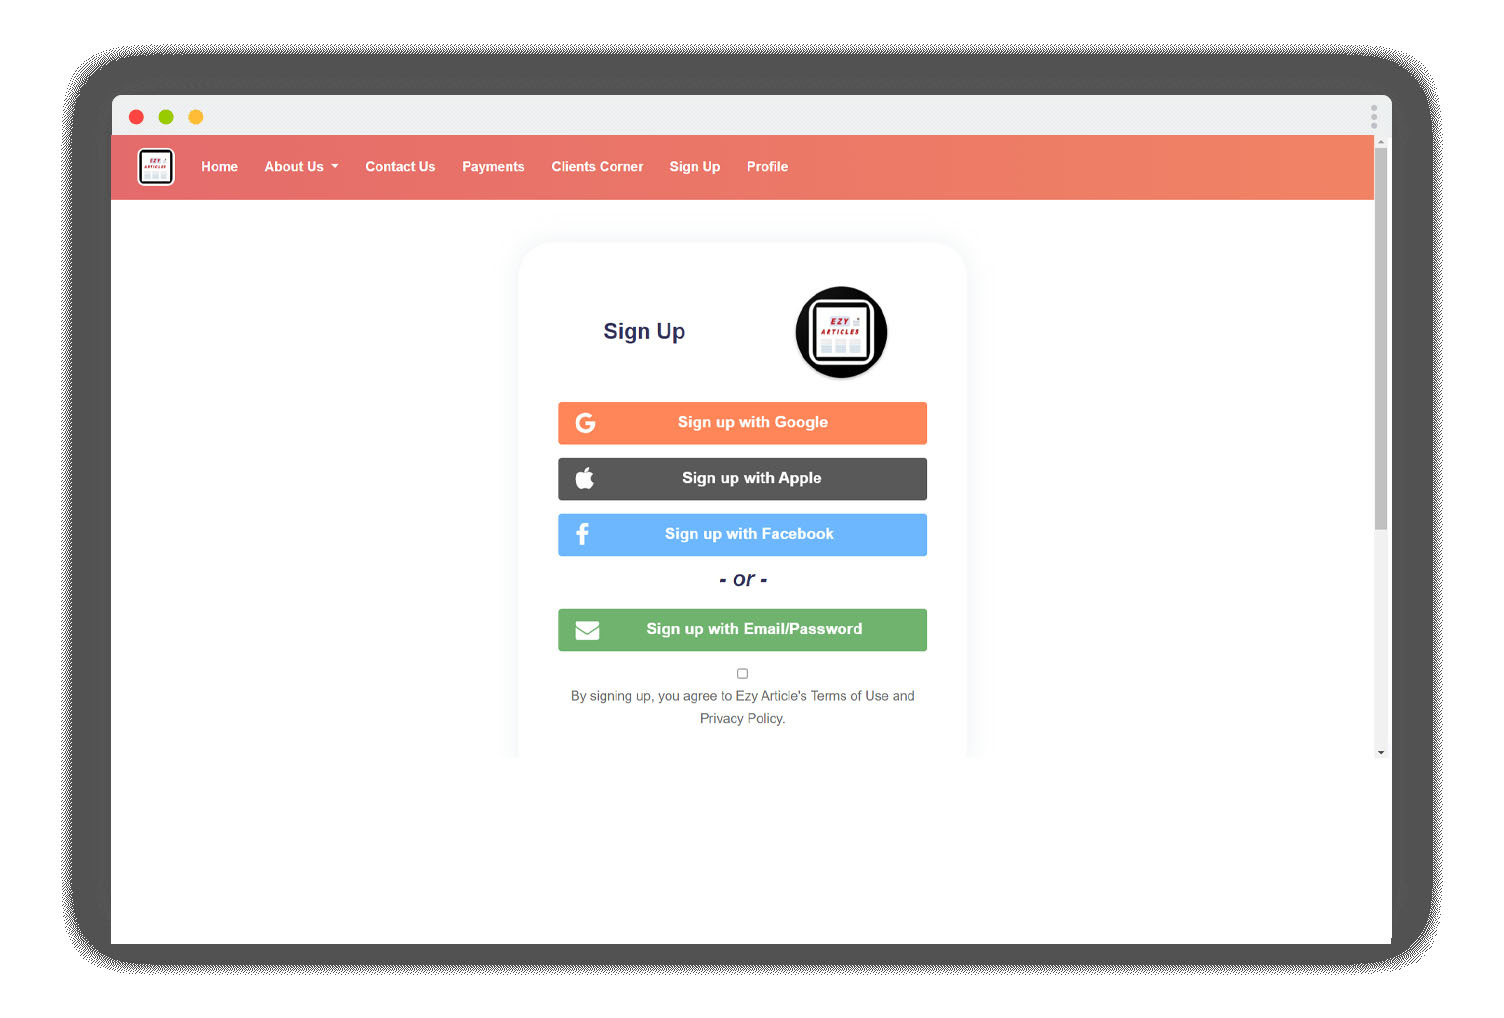 EZY
ARTICLES
Home About Us Contact Us Payments Clients Corner Sign Up Profile
Sign Up
EZY
ARTICLES
Sign up with Google
Sign up with Apple
Sign up with Facebook
- or -
Sign up with Email/Password
By signing up, you agree to Ezy Article's Terms of Use and
Privacy Policy.